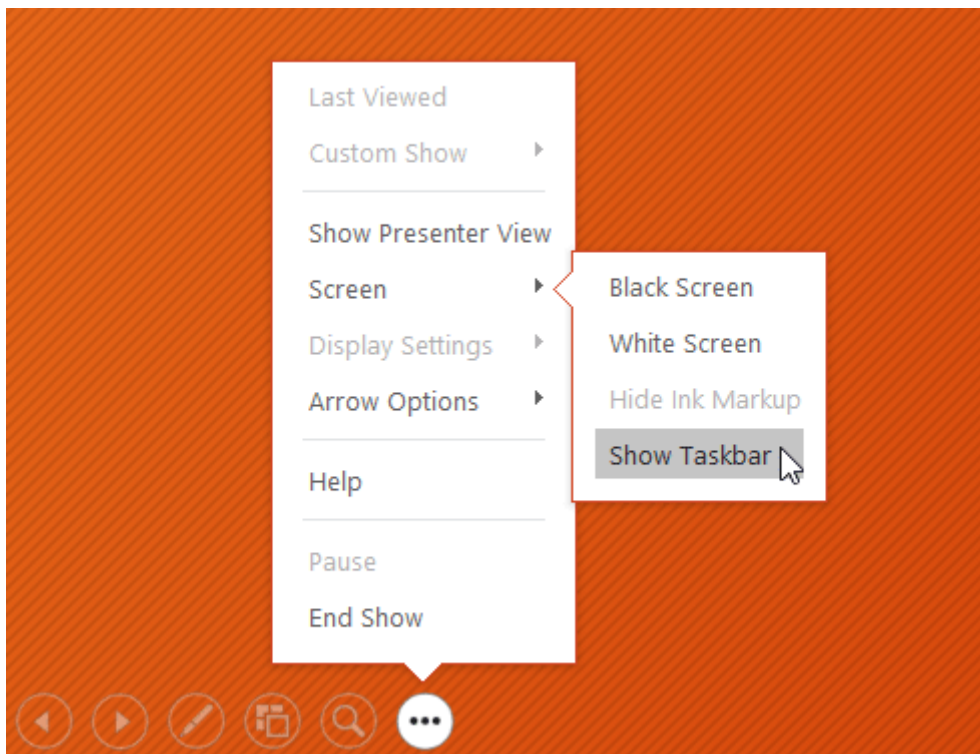 Last Viewed
Custom Show
Show Presenter View
Screen
Display Settings
Arrow Options
Help
Pause
End Show
Black Screen
White Screen
Hide Ink Markup
Show Taskbar